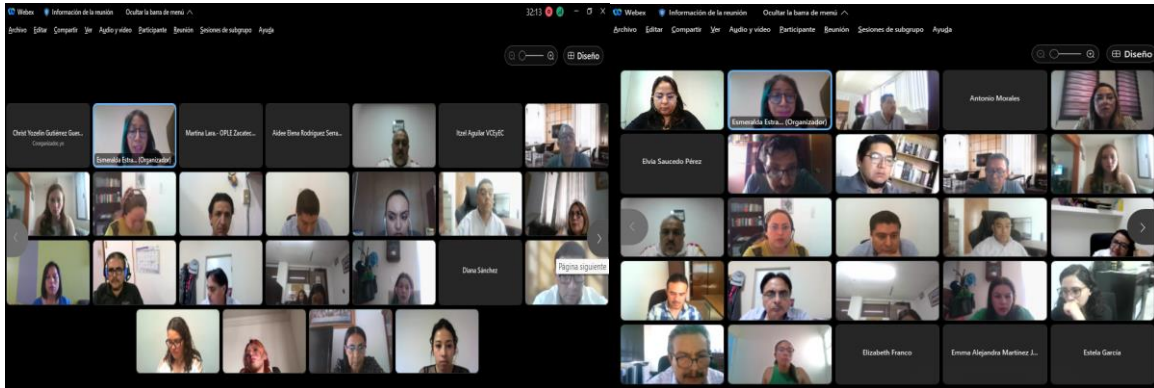 Webex Información de la reunión Ocultar la barra de menú
32:13
Archivo Editar Compartir Ver Audio y video Participante Reunión Sesiones de subgrupo Ayuda
Diseño
Christ Yozelin Gutiérrez Guer...
Esmeralda Estra... (Organizador)
Martina Lara - OPLE Zacatec...
Aidee Elena Rodríguez Serra...
Itzel Aguilar VCEyEC
Diana Sánchez
Página siguiente
Webex Información de la reunión Ocultar la barra de menú
Archivo Editar Compartir Ver Audio y video Participante Reunión Sesiones de subgrupo Ayuda
Diseño
Esmeralda Estra... (Organizador)
Antonio Morales
Elvia Saucedo Pérez
Elizabeth Franco
Emma Alejandra Martinez J...
Estela García